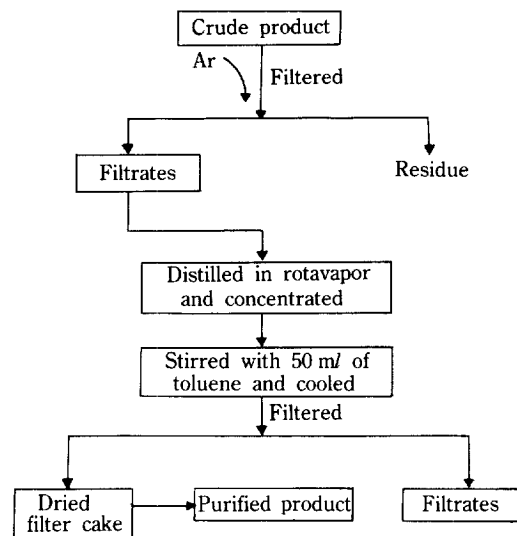 Crude product
Ar
Filtered
Filtrates
Residue
Distilled in rotavapor
and concentrated
Stirred with 50 ml of
toluene and cooled
Filtered
Dried
filter cake
Purified product
Filtrates